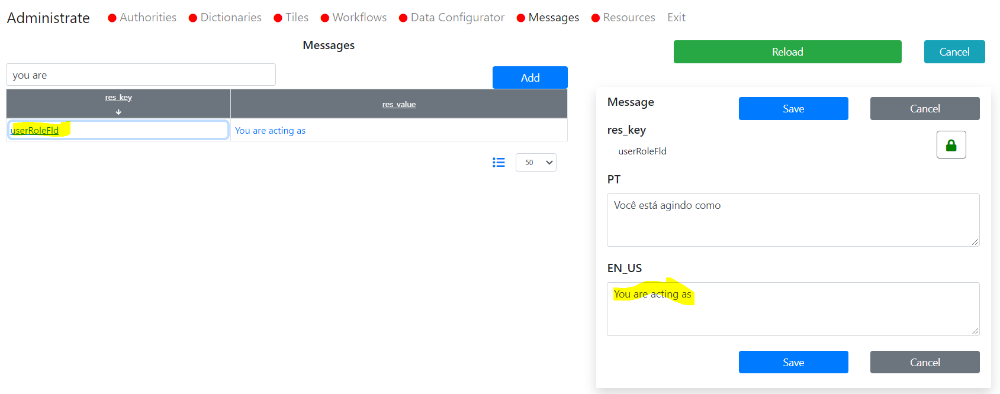 Administrate Authorities Dictionaries Tiles Workflows Data Configurator Messages Resources Exit
Messages
you are
Add
res_key
res_value
userRoleFld
You are acting as
50
Reload
Cancel
Message
Save
Cancel
res_key
userRoleFld
PT
Você está agindo como
EN_US
You are acting as
Save
Cancel